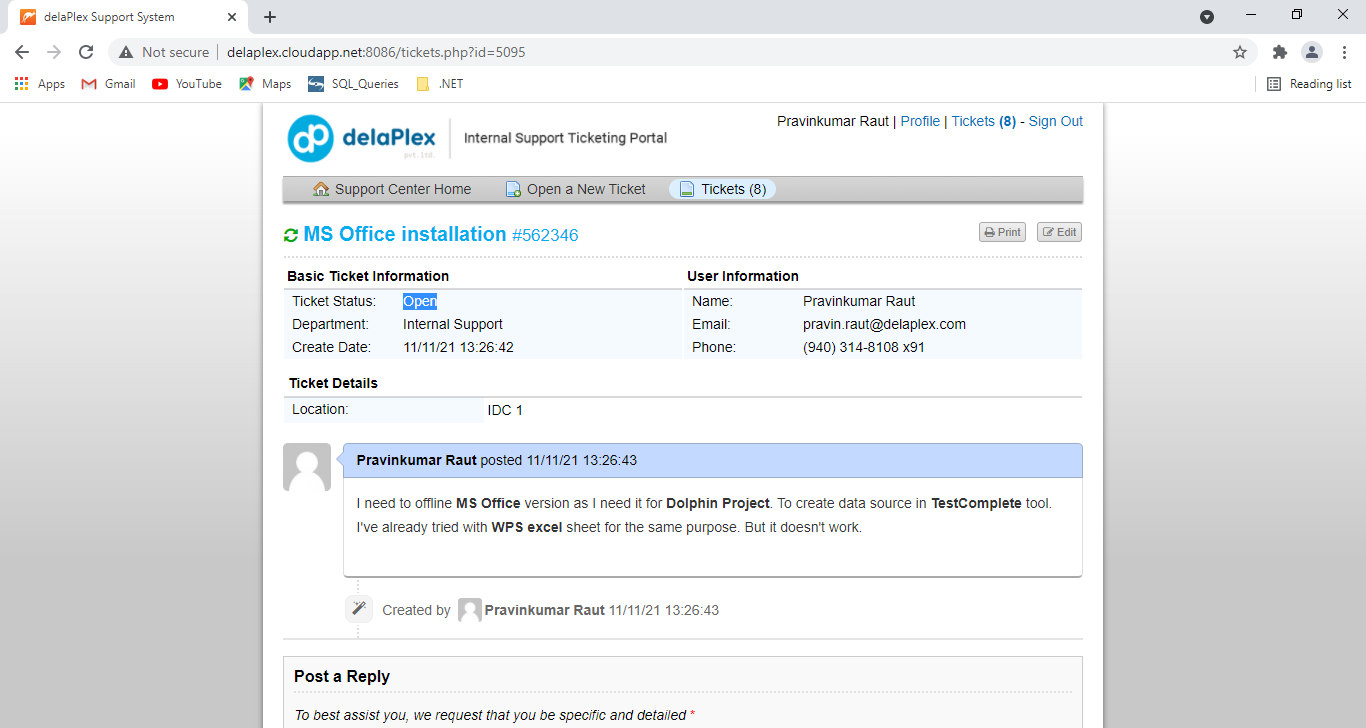 delaPlex Support System
Not secure | delaplex.cloudapp.net:8086/tickets.php?id=5095
Apps Gmail YouTube Maps SQL_Queries .NET Reading list
dp delaPlex pvt. ltd. Internal Support Ticketing Portal
Pravinkumar Raut | Profile | Tickets (8) - Sign Out
Support Center Home Open a New Ticket Tickets (8)
MS Office installation #562346 Print Edit
Basic Ticket Information
Ticket Status: Open
Department: Internal Support
Create Date: 11/11/21 13:26:42
User Information
Name: Pravinkumar Raut
Email: pravin.raut@delaplex.com
Phone: (940) 314-8108 x91
Ticket Details
Location: IDC 1
Pravinkumar Raut posted 11/11/21 13:26:43
I need to offline MS Office version as I need it for Dolphin Project. To create data source in TestComplete tool.
I've already tried with WPS excel sheet for the same purpose. But it doesn't work.
Created by Pravinkumar Raut 11/11/21 13:26:43
Post a Reply
To best assist you, we request that you be specific and detailed *